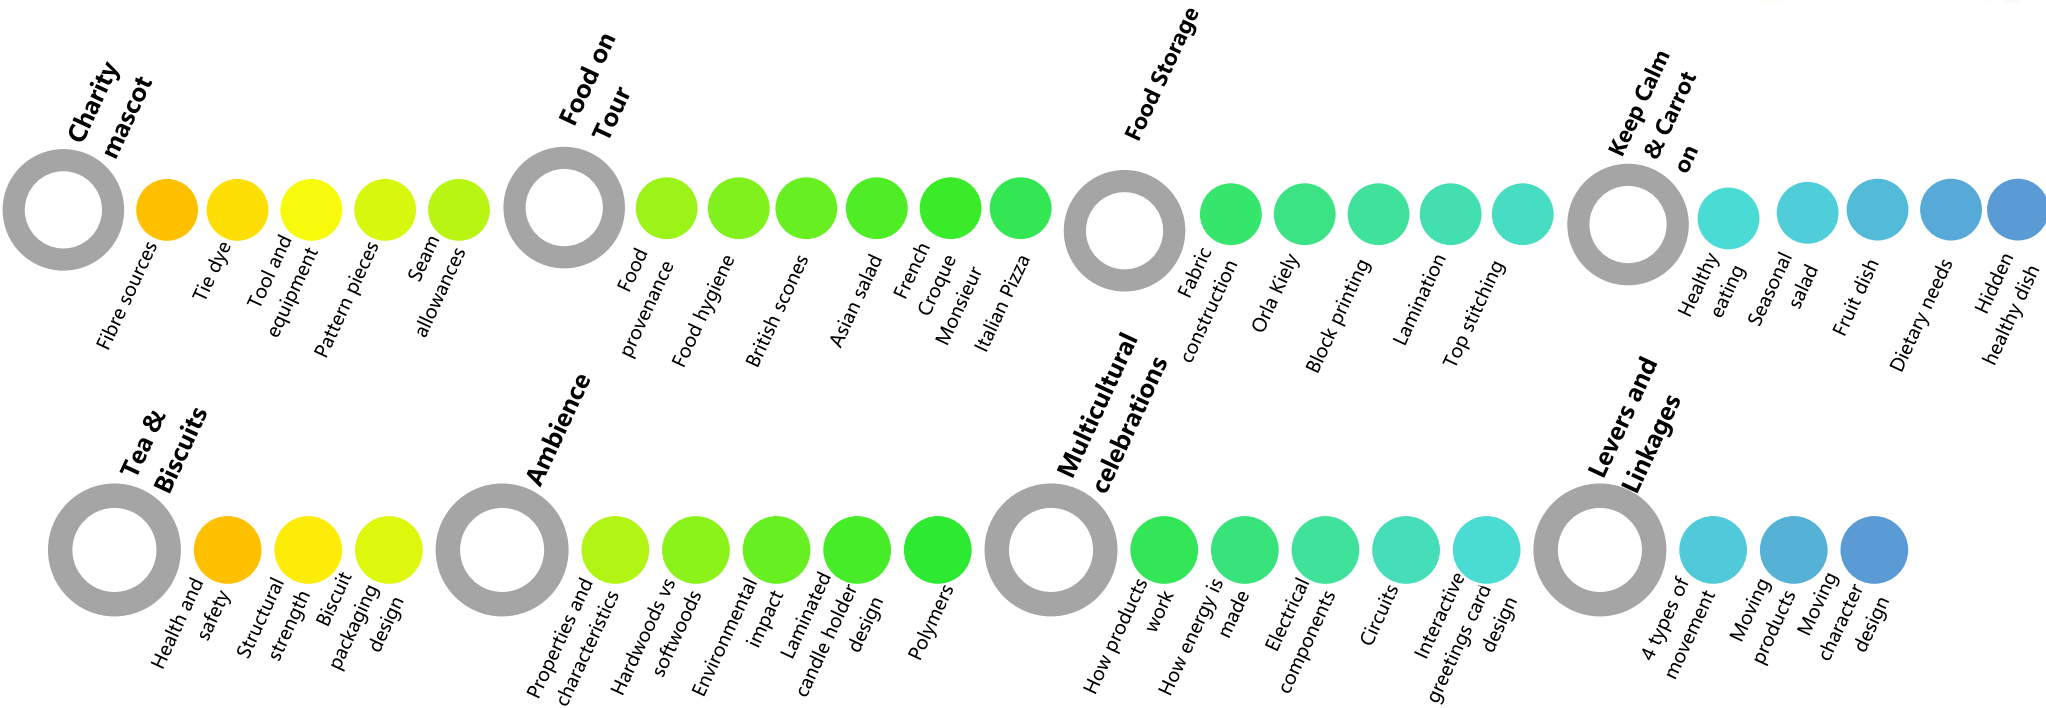 Charity
mascot
Fibre sources
Tie dye
Tool and
equipment
Pattern pieces
Seam
allowances
Food on
Tour
Food
provenance
Food hygiene
British scones
Asian salad
French
Croque
Monsieur
Italian Pizza
Food Storage
Fabric
construction
Orla Kiely
Block printing
Lamination
Top stitching
Keep Calm
& Carrot
on
Healthy
eating
Seasonal
salad
Fruit dish
Dietary needs
Hidden
healthy dish
Tea &
Biscuits
Health and
safety
Structural
strength
Biscuit
packaging
design
Ambience
Properties and
characteristics
Hardwoods vs
softwoods
Environmental
impact
Laminated
candle holder
design
Polymers
Multicultural
celebrations
How products
work
How energy is
made
Electrical
components
Circuits
Interactive
greetings card
design
Levers and
Linkages
4 types of
movement
Moving
products
Moving
character
design